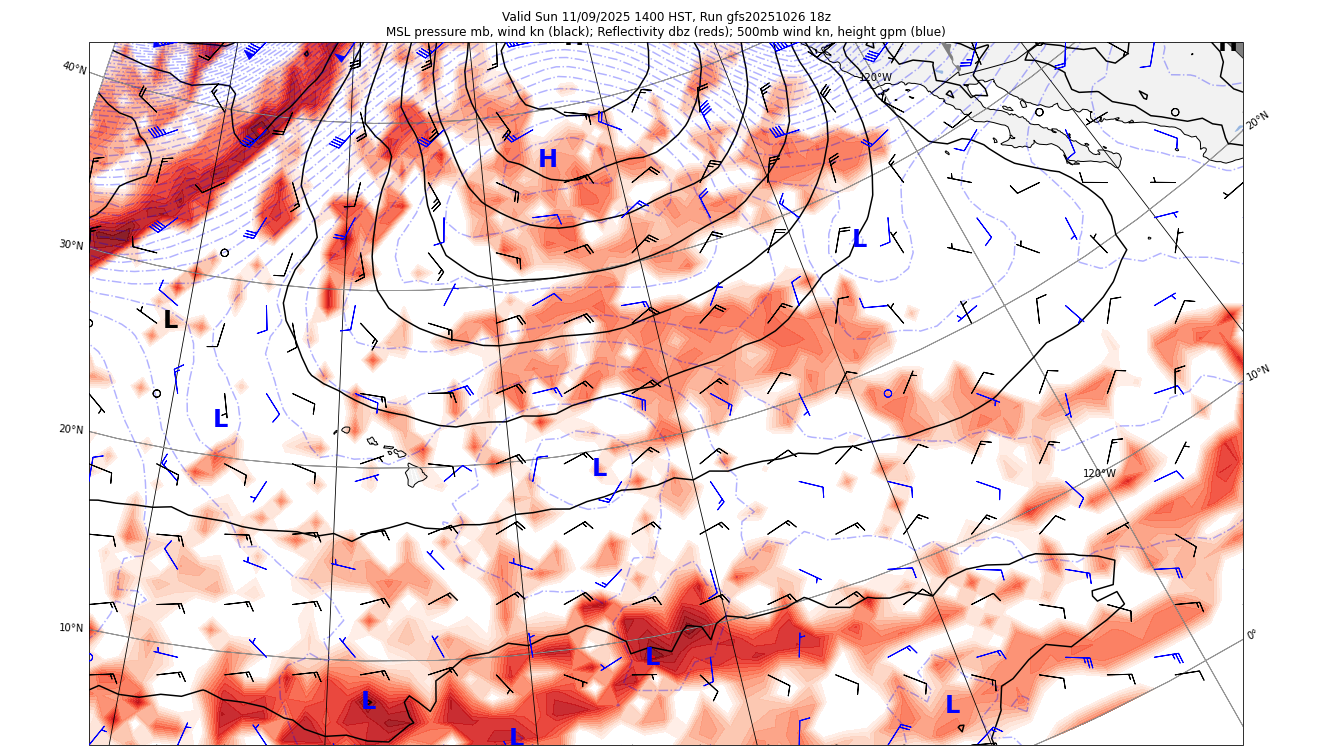 Valid Sun 11/09/2025 1400 HST, Run gfs20251026 18z
MSL pressure mb, wind kn (black); Reflectivity dbz (reds); 500mb wind kn, height gpm (blue)
H
40°N
120°W
20°N
H
L
30°N
L
10°N
L
20°N
L
120°W
10°N
0°
L
L
L
L